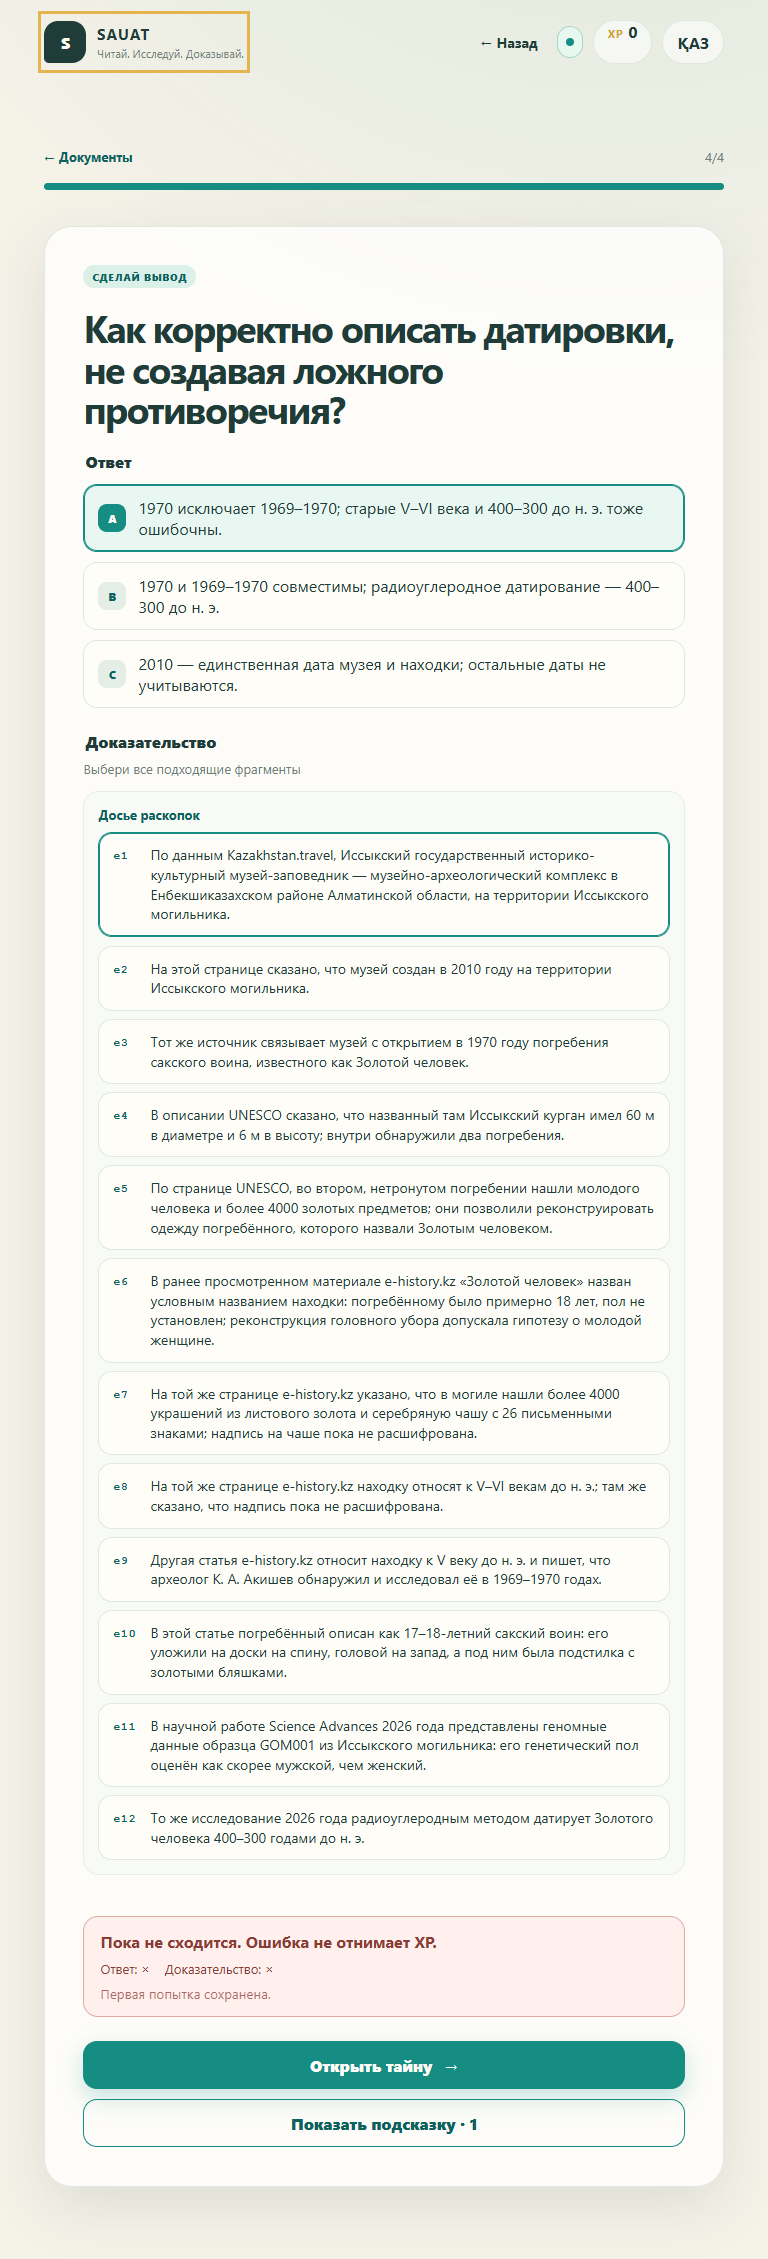 S
SAUAT
Читай. Исследуй. Доказывай.
← Назад
XP 0
ҚАЗ
← Документы
4/4
СДЕЛАЙ ВЫВОД
Как корректно описать датировки,
не создавая ложного
противоречия?
Ответ
A
1970 исключает 1969–1970; старые V–VI века и 400–300 до н. э. тоже
ошибочны.
B
1970 и 1969–1970 совместимы; радиоуглеродное датирование — 400–
300 до н. э.
C
2010 — единственная дата музея и находки; остальные даты не
учитываются.
Доказательство
Выбери все подходящие фрагменты
Досье раскопок
e1 По данным Kazakhstan.travel, Иссыкский государственный историко-
культурный музей-заповедник — музейно-археологический комплекс в
Енбекшиказахском районе Алматинской области, на территории Иссыкского
могильника.
e2 На этой странице сказано, что музей создан в 2010 году на территории
Иссыкского могильника.
e3 Тот же источник связывает музей с открытием в 1970 году погребения
сакского воина, известного как Золотой человек.
e4 В описании UNESCO сказано, что названный там Иссыкский курган имел 60 м
в диаметре и 6 м в высоту; внутри обнаружили два погребения.
e5 По странице UNESCO, во втором, нетронутом погребении нашли молодого
человека и более 4000 золотых предметов; они позволили реконструировать
одежду погребённого, которого назвали Золотым человеком.
e6 В ранее просмотренном материале e-history.kz «Золотой человек» назван
условным названием находки: погребённому было примерно 18 лет, пол не
установлен; реконструкция головного убора допускала гипотезу о молодой
женщине.
e7 На той же странице e-history.kz указано, что в могиле нашли более 4000
украшений из листового золота и серебряную чашу с 26 письменными
знаками; надпись на чаше пока не расшифрована.
e8 На той же странице e-history.kz находку относят к V–VI векам до н. э.; там же
сказано, что надпись пока не расшифрована.
e9 Другая статья e-history.kz относит находку к V веку до н. э. и пишет, что
археолог К. А. Акишев обнаружил и исследовал её в 1969–1970 годах.
e10 В этой статье погребённый описан как 17–18-летний сакский воин: его
уложили на доски на спину, головой на запад, а под ним была подстилка с
золотыми бляшками.
e11 В научной работе Science Advances 2026 года представлены геномные
данные образца GOM001 из Иссыкского могильника: его генетический пол
оценён как скорее мужской, чем женский.
e12 То же исследование 2026 года радиоуглеродным методом датирует Золотого
человека 400–300 годами до н. э.
Пока не сходится. Ошибка не отнимает XP.
Ответ: × Доказательство: ×
Первая попытка сохранена.
Открыть тайну →
Показать подсказку · 1